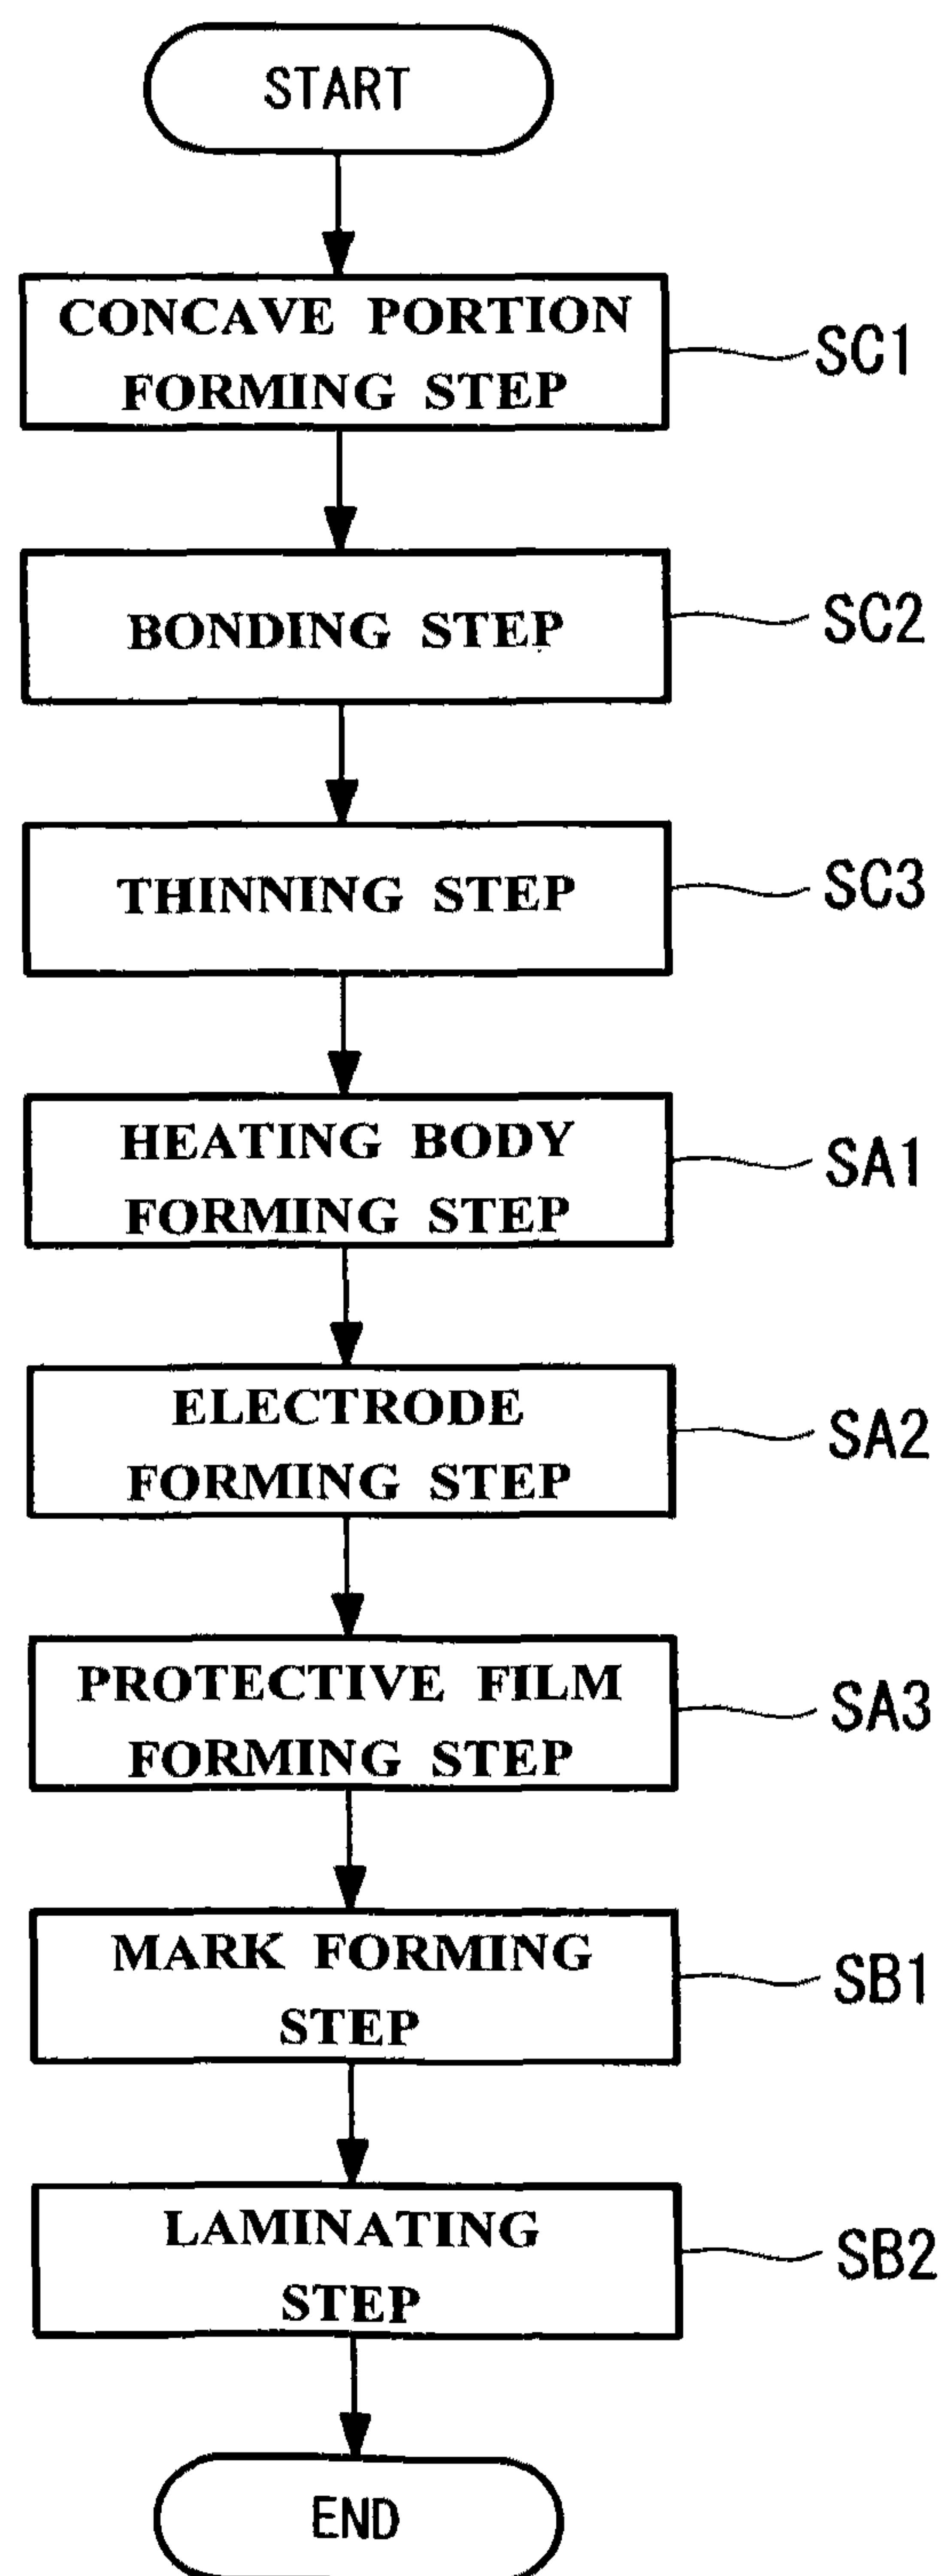 START
CONCAVE PORTION
FORMING STEP
SC1
BONDING STEP
SC2
THINNING STEP
SC3
HEATING BODY
FORMING STEP
SA1
ELECTRODE
FORMING STEP
SA2
PROTECTIVE FILM
FORMING STEP
SA3
MARK FORMING
STEP
SB1
LAMINATING
STEP
SB2
END